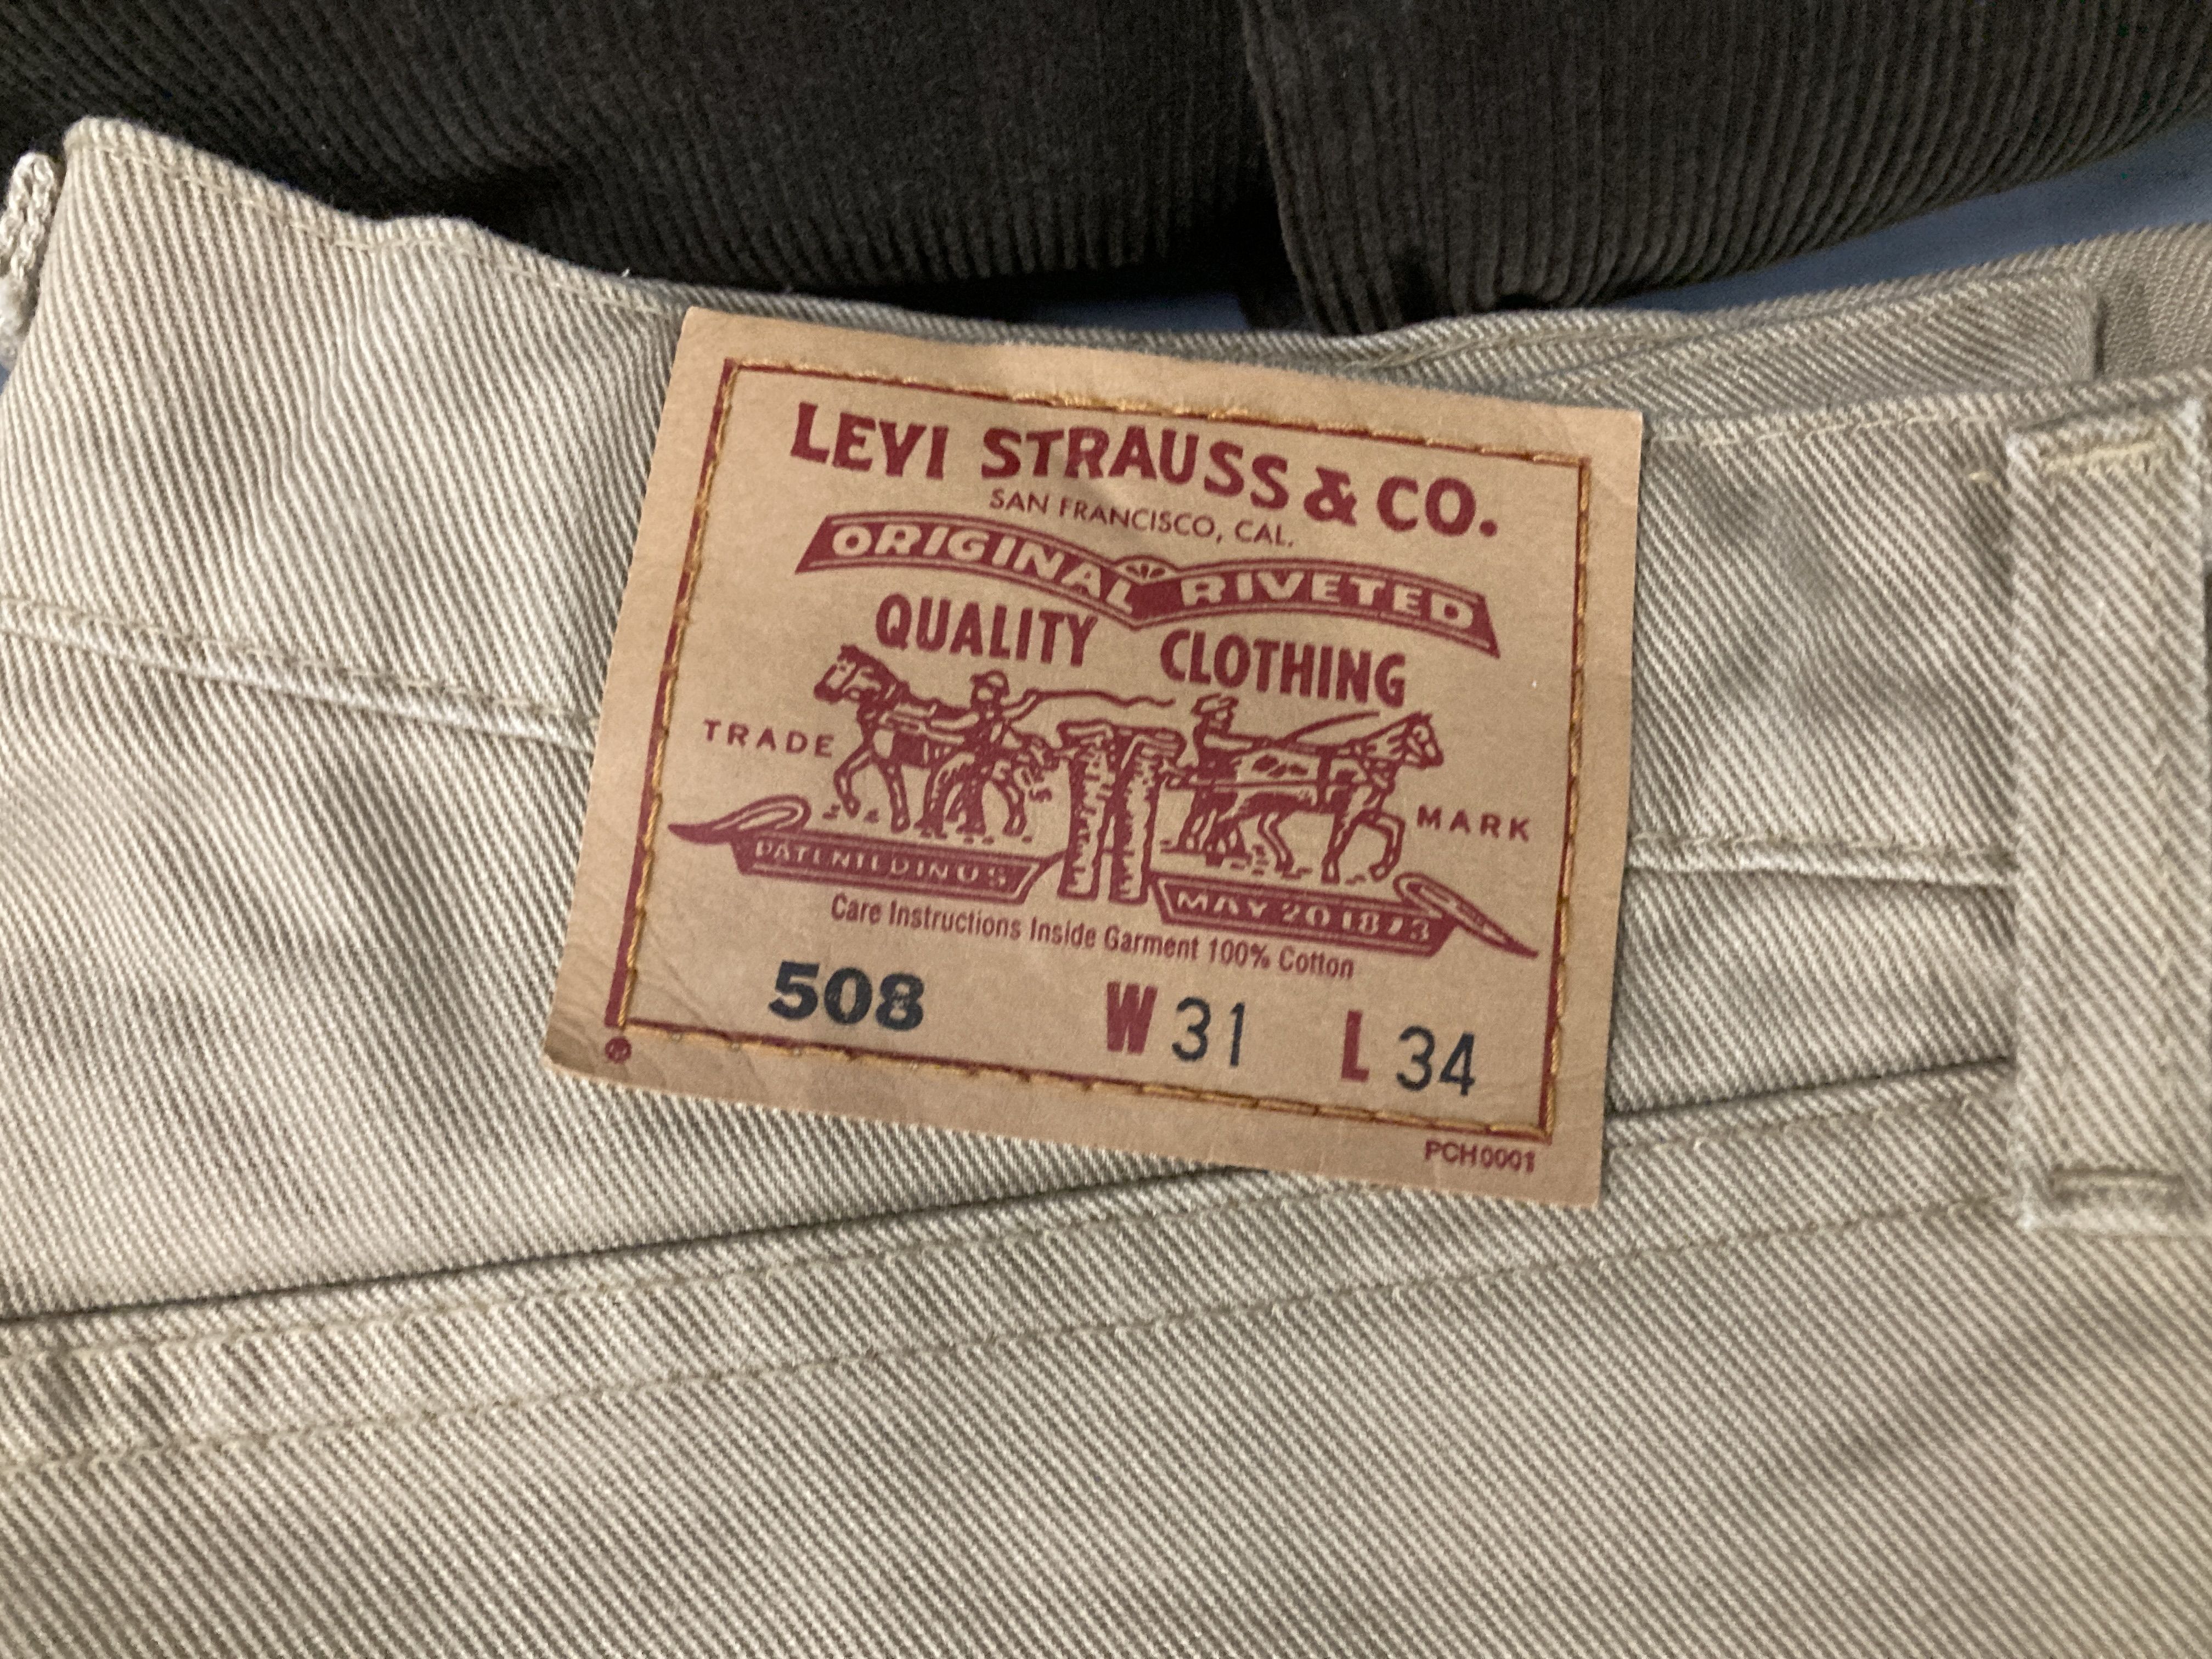 LEVI STRAUSS & CO.
SAN FRANCISCO, CAL.
ORIGINAL RIVETED
QUALITY CLOTHING
TRADE MARK
PATENTED IN U S
MAY 20 1873
Care Instructions Inside Garment 100% Cotton
508 W 31 L 34
®
PCH0001